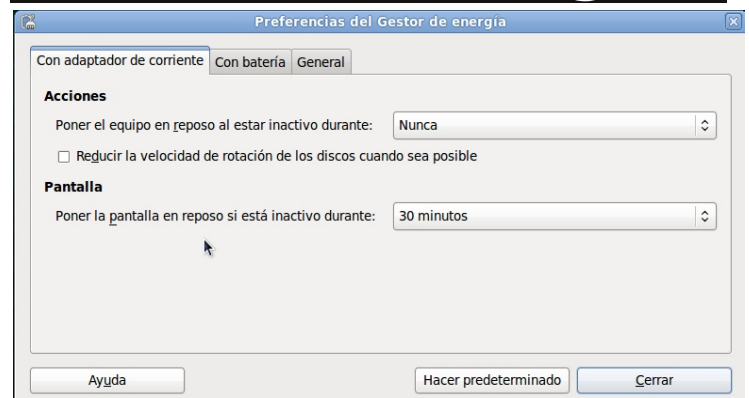 Preferencias del Gestor de energía
Con adaptador de corriente Con batería General
Acciones
Poner el equipo en reposo al estar inactivo durante: Nunca
Reducir la velocidad de rotación de los discos cuando sea posible
Pantalla
Poner la pantalla en reposo si está inactivo durante: 30 minutos
Ayuda Hacer predeterminado Cerrar